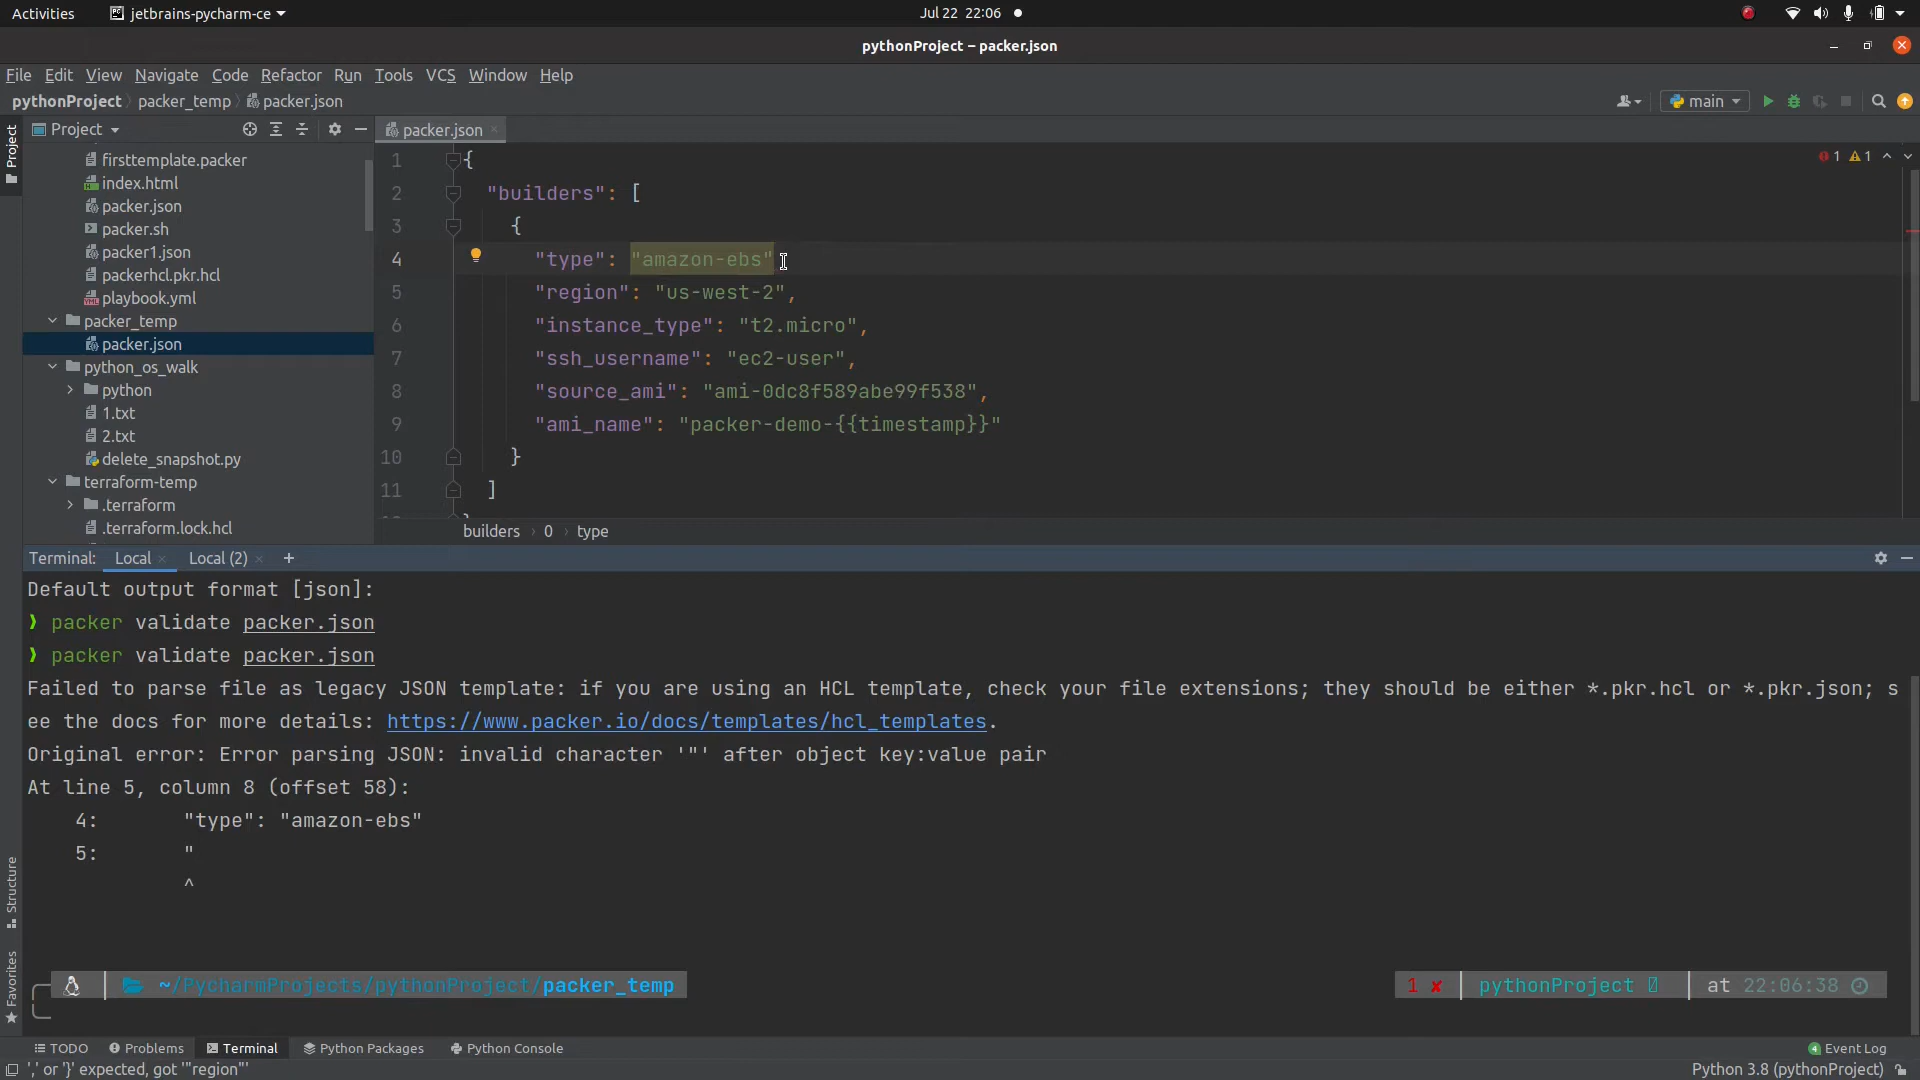 Activities
jetbrains-pycharm-ce
Jul 22 22:06
pythonProject – packer.json
File Edit View Navigate Code Refactor Run Tools VCS Window Help
pythonProject packer_temp packer.json
main
Project
Project
packer.json
firsttemplate.packer
index.html
packer.json
packer.sh
packer1.json
packerhcl.pkr.hcl
playbook.yml
packer_temp
packer.json
python_os_walk
python
1.txt
2.txt
delete_snapshot.py
terraform-temp
.terraform
.terraform.lock.hcl
1 1
1 {
2 "builders": [
3 {
4 "type": "amazon-ebs"
5 "region": "us-west-2",
6 "instance_type": "t2.micro",
7 "ssh_username": "ec2-user",
8 "source_ami": "ami-0dc8f589abe99f538",
9 "ami_name": "packer-demo-{{timestamp}}"
10 }
11 ]
builders › 0 › type
Terminal: Local Local (2) +
Default output format [json]:
❯ packer validate packer.json
❯ packer validate packer.json
Failed to parse file as legacy JSON template: if you are using an HCL template, check your file extensions; they should be either *.pkr.hcl or *.pkr.json; s
ee the docs for more details: https://www.packer.io/docs/templates/hcl_templates.
Original error: Error parsing JSON: invalid character '"' after object key:value pair
At line 5, column 8 (offset 58):
4: "type": "amazon-ebs"
5: "
^
~/PycharmProjects/pythonProject/packer_temp
1 ✘ pythonProject at 22:06:38
Structure
Favorites
TODO Problems Terminal Python Packages Python Console
4 Event Log
',' or '}' expected, got '"region"'
Python 3.8 (pythonProject)